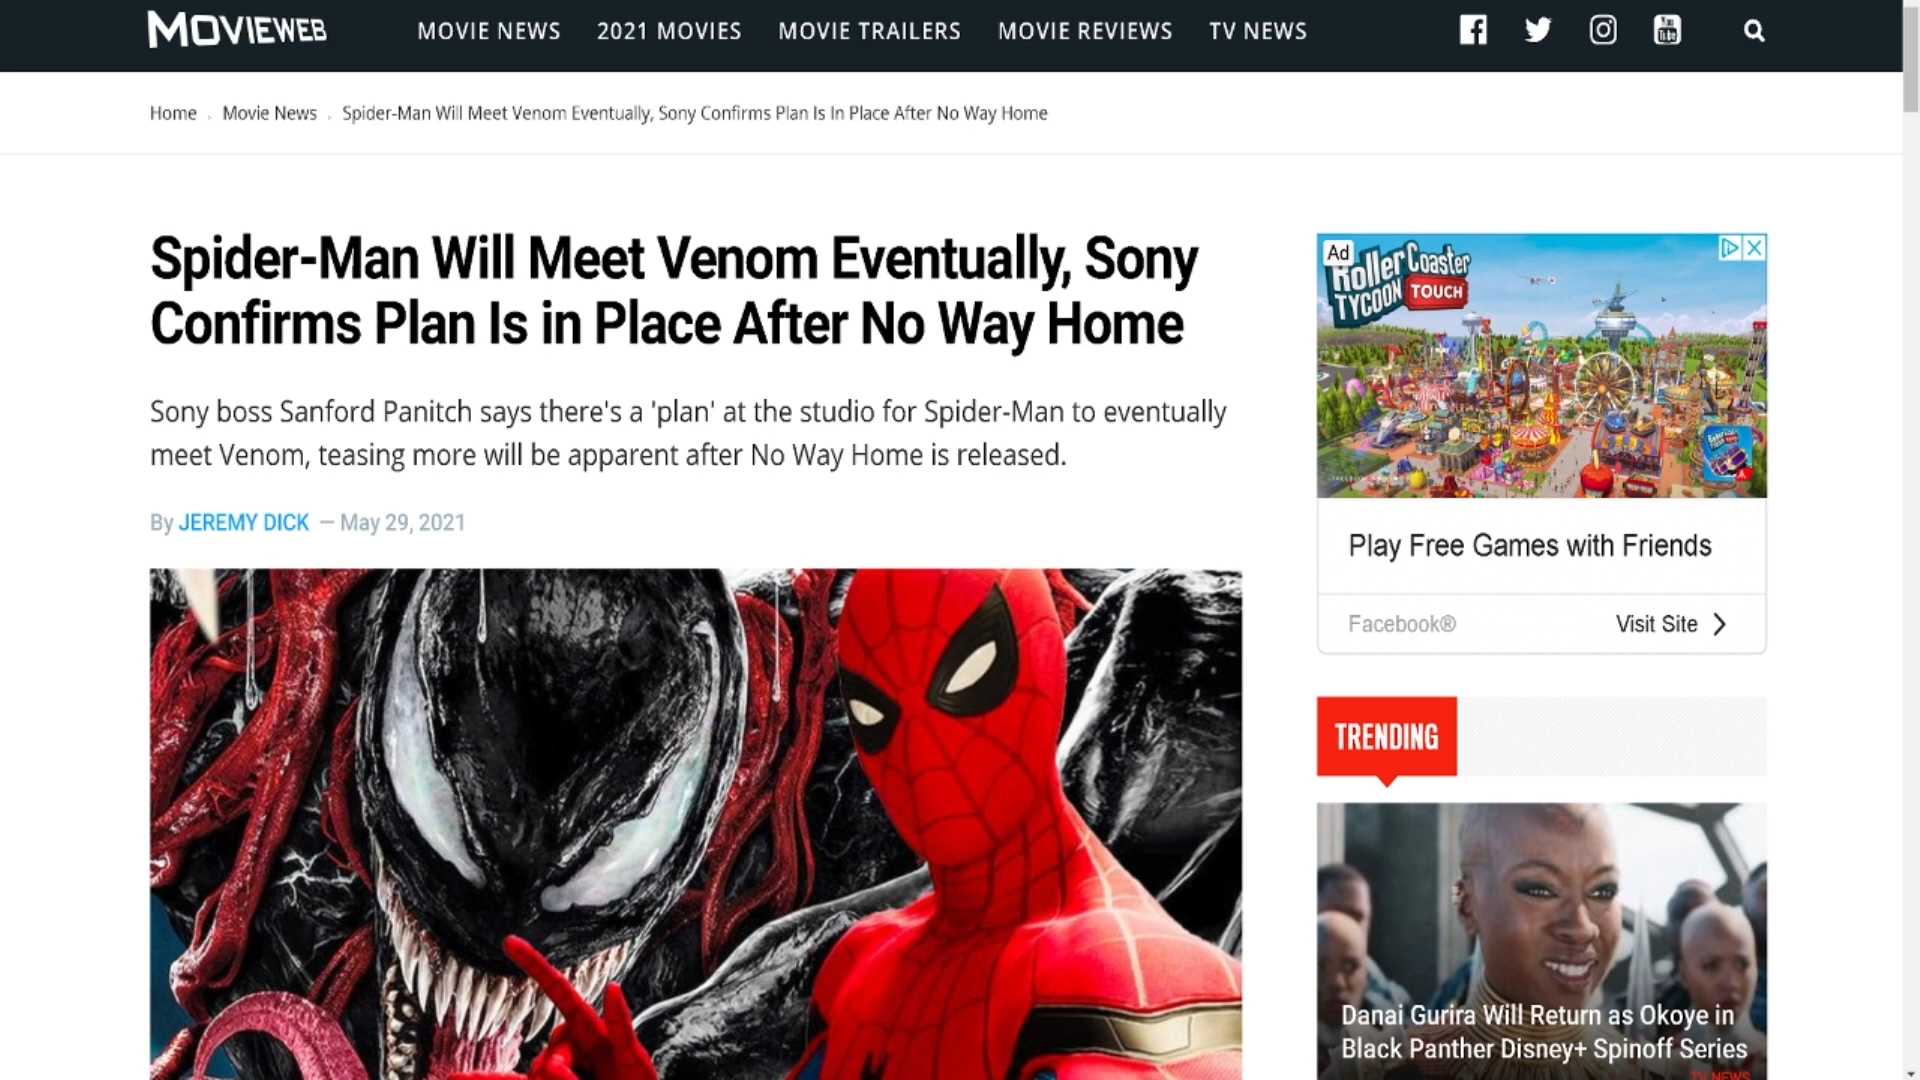 MOVIEWEB
MOVIE NEWS 2021 MOVIES MOVIE TRAILERS MOVIE REVIEWS TV NEWS
Home › Movie News › Spider-Man Will Meet Venom Eventually, Sony Confirms Plan Is In Place After No Way Home
Spider-Man Will Meet Venom Eventually, Sony
Confirms Plan Is in Place After No Way Home
Sony boss Sanford Panitch says there's a 'plan' at the studio for Spider-Man to eventually
meet Venom, teasing more will be apparent after No Way Home is released.
By JEREMY DICK — May 29, 2021
Ad
RollerCoaster
TYCOON TOUCH
Play Free Games with Friends
Facebook® Visit Site
TRENDING
Danai Gurira Will Return as Okoye in
Black Panther Disney+ Spinoff Series
TV NEWS